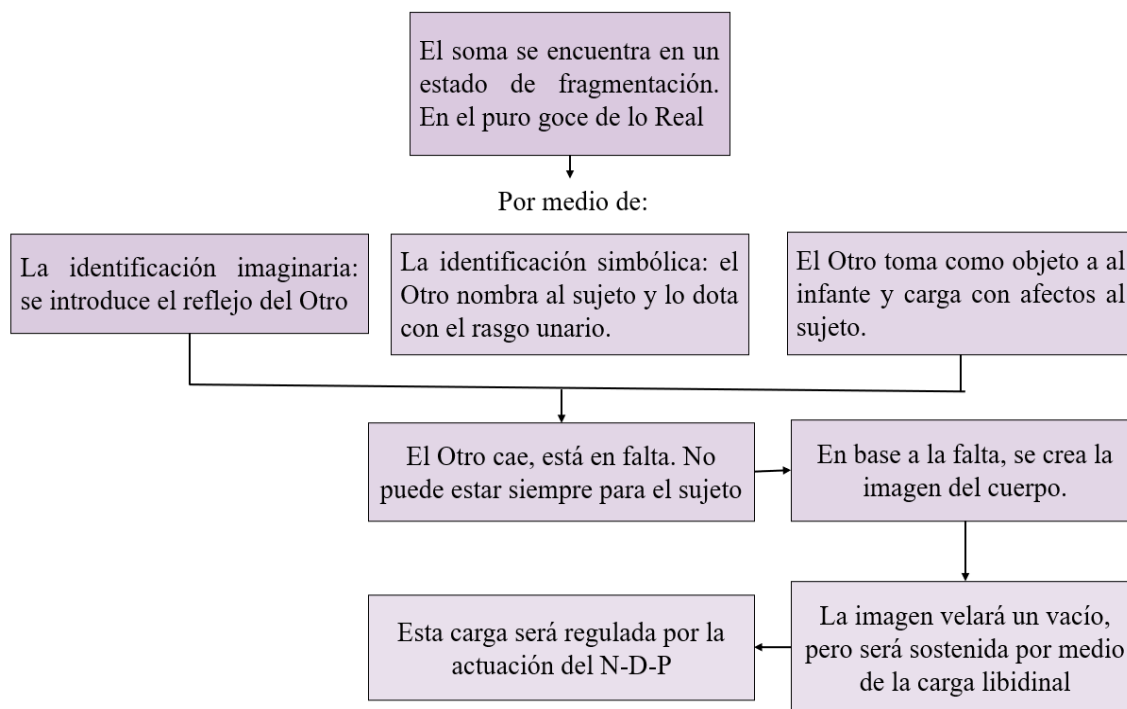 El soma se encuentra en un
estado de fragmentación.
En el puro goce de lo Real
Por medio de:
La identificación imaginaria:
se introduce el reflejo del Otro
La identificación simbólica: el
Otro nombra al sujeto y lo dota
con el rasgo unario.
El Otro toma como objeto a al
infante y carga con afectos al
sujeto.
El Otro cae, está en falta. No
puede estar siempre para el sujeto
En base a la falta, se crea la
imagen del cuerpo.
La imagen velará un vacío,
pero será sostenida por medio
de la carga libidinal
Esta carga será regulada por la
actuación del N-D-P